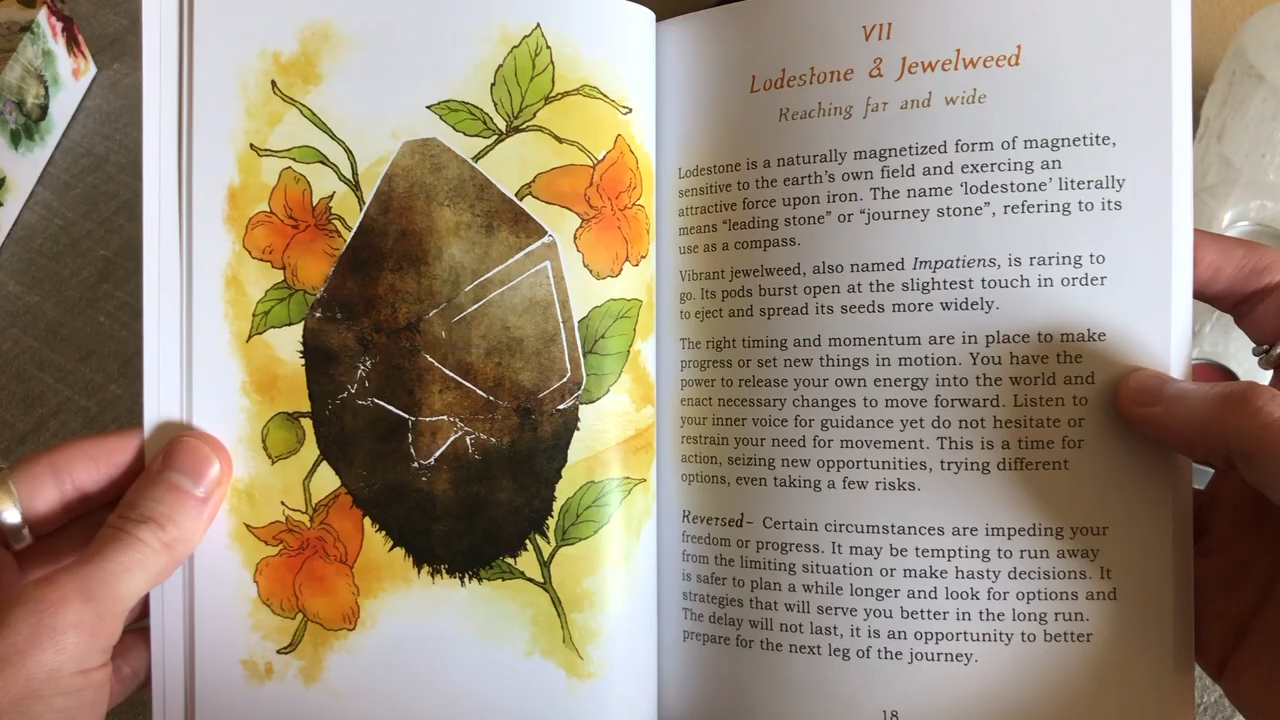 VII
Lodestone & Jewelweed
Reaching far and wide
Lodestone is a naturally magnetized form of magnetite,
sensitive to the earth's own field and exercing an
attractive force upon iron. The name 'lodestone' literally
means "leading stone" or "journey stone", refering to its
use as a compass.
Vibrant jewelweed, also named Impatiens, is raring to
go. Its pods burst open at the slightest touch in order
to eject and spread its seeds more widely.
The right timing and momentum are in place to make
progress or set new things in motion. You have the
power to release your own energy into the world and
enact necessary changes to move forward. Listen to
your inner voice for guidance yet do not hesitate or
restrain your need for movement. This is a time for
action, seizing new opportunities, trying different
options, even taking a few risks.
Reversed- Certain circumstances are impeding your
freedom or progress. It may be tempting to run away
from the limiting situation or make hasty decisions. It
is safer to plan a while longer and look for options and
strategies that will serve you better in the long run.
The delay will not last, it is an opportunity to better
prepare for the next leg of the journey.
18